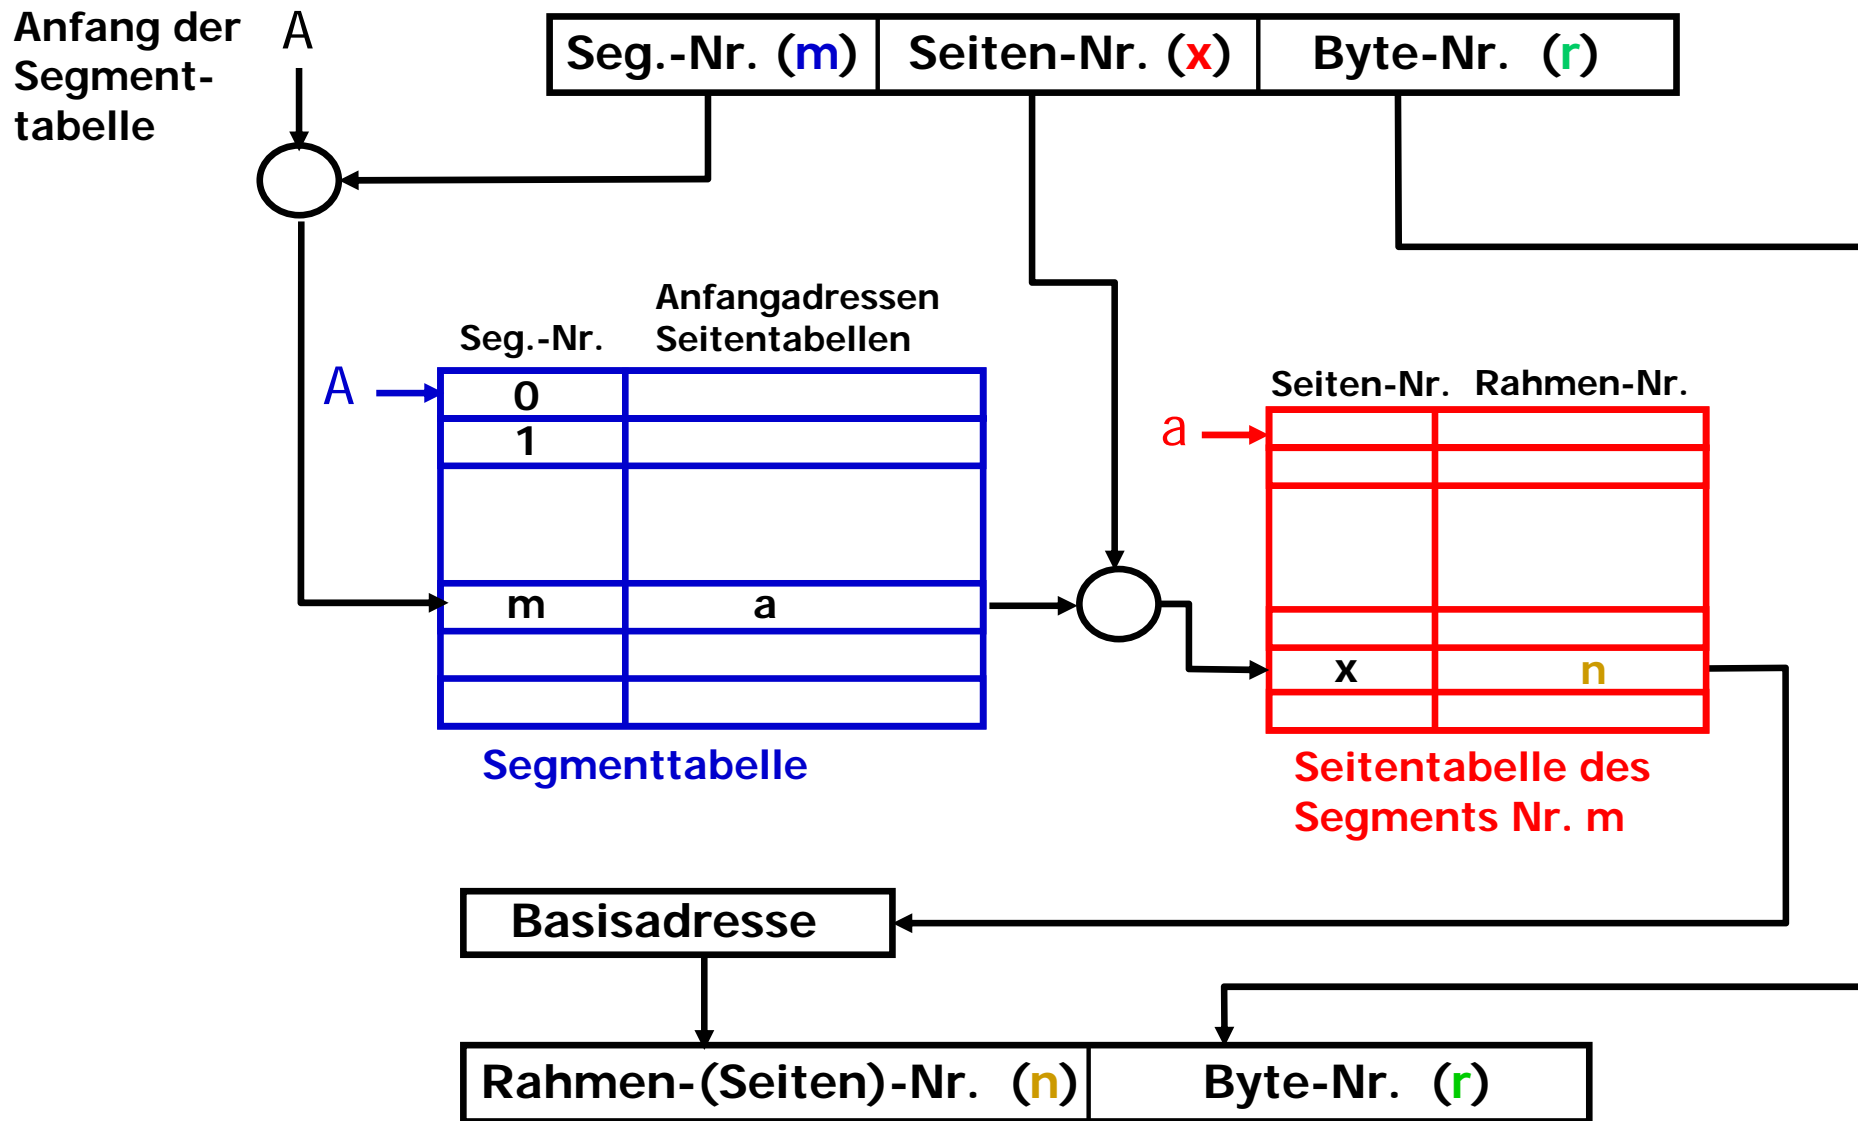 Anfang der
Segment-
tabelle
A
Seg.-Nr. (m)
Seiten-Nr. (x)
Byte-Nr. (r)
Seg.-Nr.
Anfangadressen
Seitentabellen
A
0
1
m
a
Segmenttabelle
Seiten-Nr.
Rahmen-Nr.
a
x
n
Seitentabelle des
Segments Nr. m
Basisadresse
Rahmen-(Seiten)-Nr. (n)
Byte-Nr. (r)